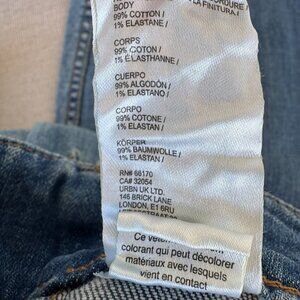 LA FINITURA /
BODY
99% COTTON /
1% ELASTANE /
CORPS
99% COTON /
1% ÉLASTHANNE /
CUERPO
99% ALGODÓN /
1% ELASTANO /
CORPO
99% COTONE /
1% ELASTAN /
KÖRPER
99% BAUMWOLLE /
1% ELASTAN
RN# 66170
CA# 32054
URBN UK LTD.
146 BRICK LANE
LONDON, E1 6RU
Ce
colorant qui peut décolorer
matériaux avec lesquels
vient en contact